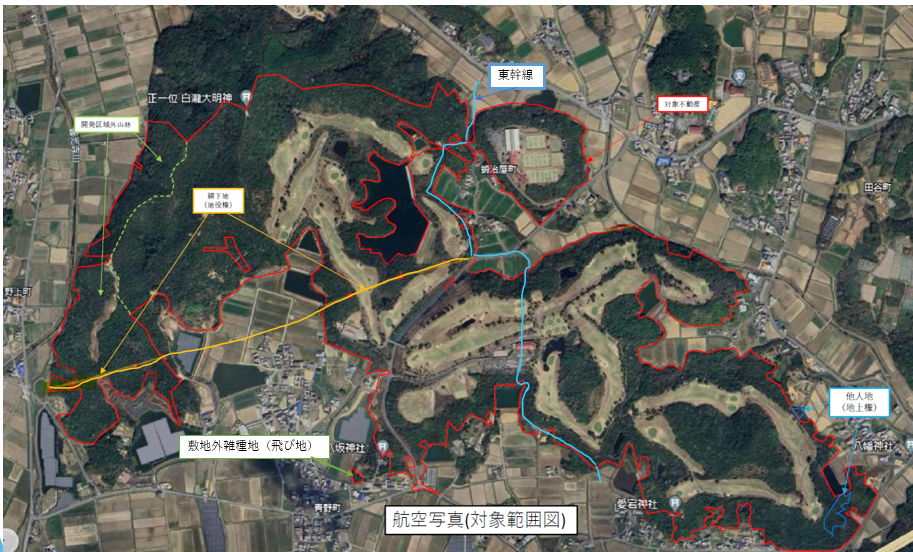 東幹線
正一位 白瀧大明神
対象不動産
開発区域外山林
鍛治屋町
田谷町
線下地
(地役権)
野上町
他人地
(地上権)
敷地外雑種地(飛び地)
八坂神社
八幡神社
青野町
愛宕神社
航空写真(対象範囲図)